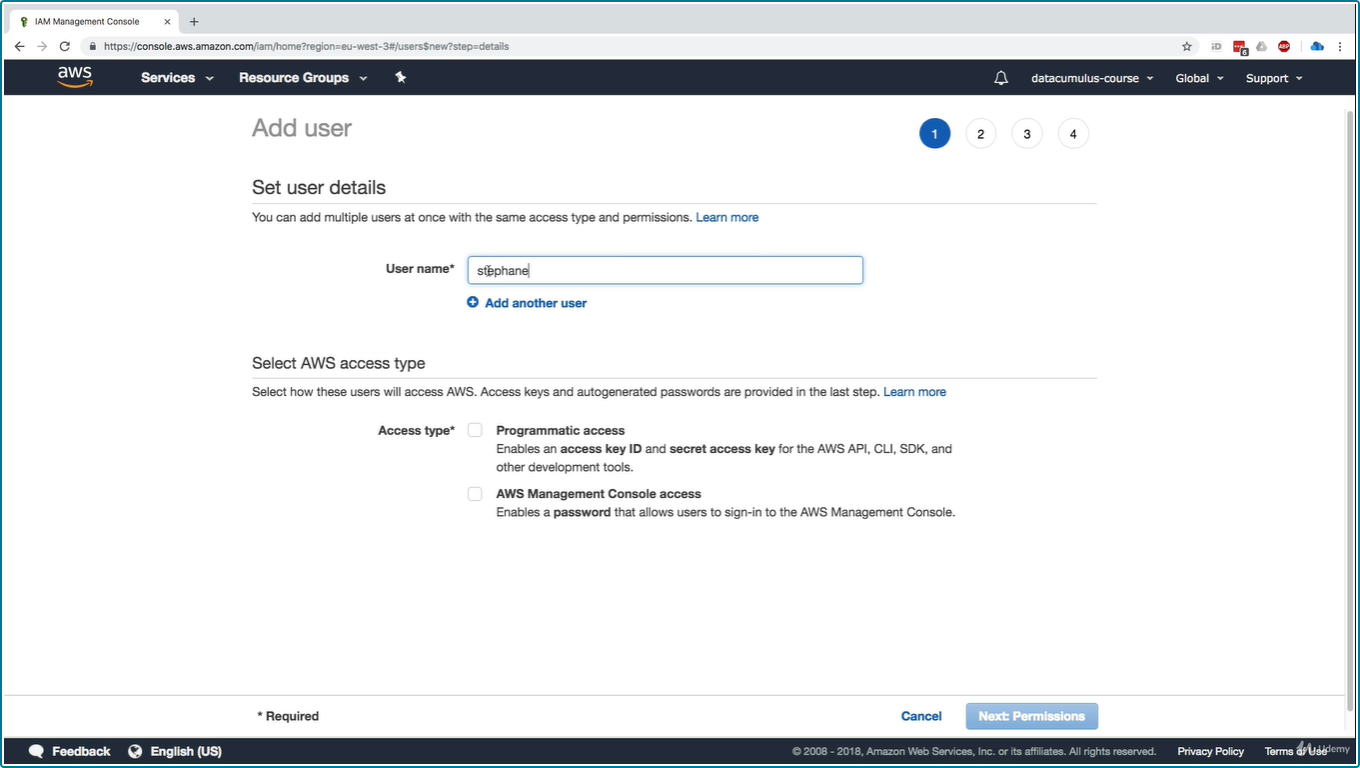 IAM Management Console
https://console.aws.amazon.com/iam/home?region=eu-west-3#/users$new?step=details
iD
6
ABP
aws
Services
Resource Groups
datacumulus-course
Global
Support
Add user
1
2
3
4
Set user details
You can add multiple users at once with the same access type and permissions. Learn more
User name*
stephane
Add another user
Select AWS access type
Select how these users will access AWS. Access keys and autogenerated passwords are provided in the last step. Learn more
Access type*
Programmatic access
Enables an access key ID and secret access key for the AWS API, CLI, SDK, and
other development tools.
AWS Management Console access
Enables a password that allows users to sign-in to the AWS Management Console.
* Required
Cancel
Next: Permissions
Feedback
English (US)
© 2008 - 2018, Amazon Web Services, Inc. or its affiliates. All rights reserved.
Privacy Policy
Terms of Use
Udemy